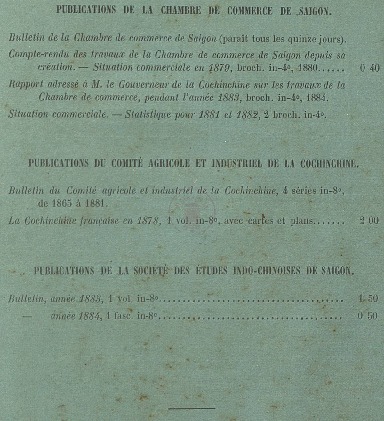 PUBLICATIONS DE LA CHAMBRE DE COMMERCE DE SAIGON.
Bulletin de la Chambre de commerce de Saïgon (paraît tous les quinze jours).
Compte-rendu des travaux de la Chambre de commerce de Saïgon depuis sa
création. — Situation commerciale en 1879, broch. in-4°, 1880...... 0 40
Rapport adressé à M. le Gouverneur de la Cochinchine sur les travaux de la
Chambre de commerce, pendant l'année 1883, broch. in-4°, 1884.
Situation commerciale. — Statistique pour 1881 et 1882, 2 broch. in-4°.
PUBLICATIONS DU COMITÉ AGRICOLE ET INDUSTRIEL DE LA COCHINCHINE.
Bulletin du Comité agricole et industriel de la Cochinchine, 4 séries in-8°,
de 1865 à 1881.
La Cochinchine française en 1878, 1 vol. in-8°, avec cartes et plans....... 2 00
PUBLICATIONS DE LA SOCIÉTÉ DES ÉTUDES INDO-CHINOISES DE SAIGON.
Bulletin, année 1883, 1 vol. in-8°..................................... 1 50
— année 1884, 1 fasc. in-8°..................................... 0 50